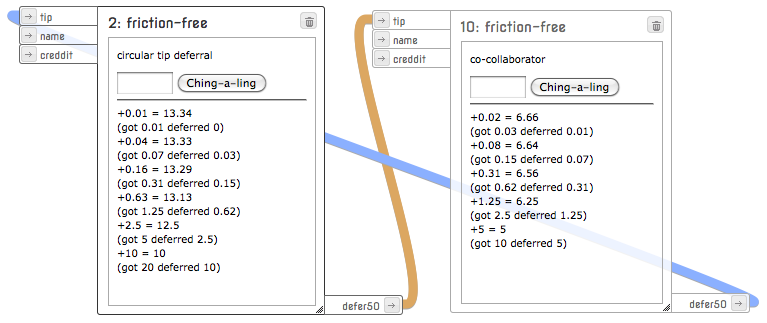 tip
name
creddit
2: friction-free
circular tip deferral
Ching-a-ling
+0.01 = 13.34
(got 0.01 deferred 0)
+0.04 = 13.33
(got 0.07 deferred 0.03)
+0.16 = 13.29
(got 0.31 deferred 0.15)
+0.63 = 13.13
(got 1.25 deferred 0.62)
+2.5 = 12.5
(got 5 deferred 2.5)
+10 = 10
(got 20 deferred 10)
defer50
tip
name
creddit
10: friction-free
co-collaborator
Ching-a-ling
+0.02 = 6.66
(got 0.03 deferred 0.01)
+0.08 = 6.64
(got 0.15 deferred 0.07)
+0.31 = 6.56
(got 0.62 deferred 0.31)
+1.25 = 6.25
(got 2.5 deferred 1.25)
+5 = 5
(got 10 deferred 5)
defer50